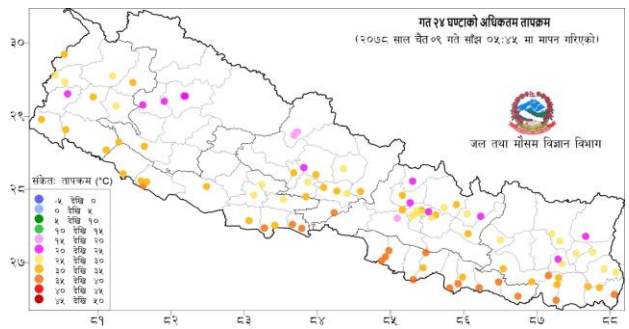 गत २४ घण्टाको अधिकतम तापक्रम
(२०७८ साल चैत ०९ गते साँझ ०५:४५ मा मापन गरिएको)
३०
२९
जल तथा मौसम विज्ञान विभाग
२८
संकेतः तापक्रम (°C)
-५ देखि ०
० देखि ५
५ देखि १०
१० देखि १५
१५ देखि २०
२० देखि २५
२५ देखि ३०
३० देखि ३५
३५ देखि ४०
४० देखि ४५
४५ देखि ५०
२७
८१ ८२ ८३ ८४ ८५ ८६ ८७ ८८